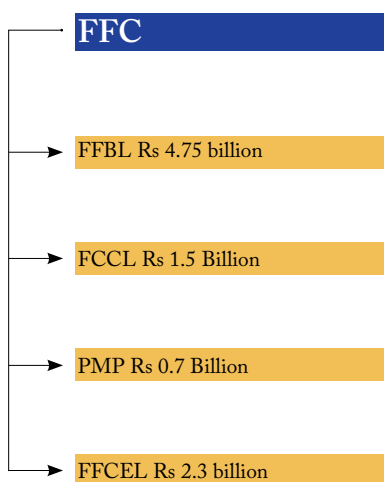 FFC
FFBL Rs 4.75 billion
FCCL Rs 1.5 Billion
PMP Rs 0.7 Billion
FFCEL Rs 2.3 billion